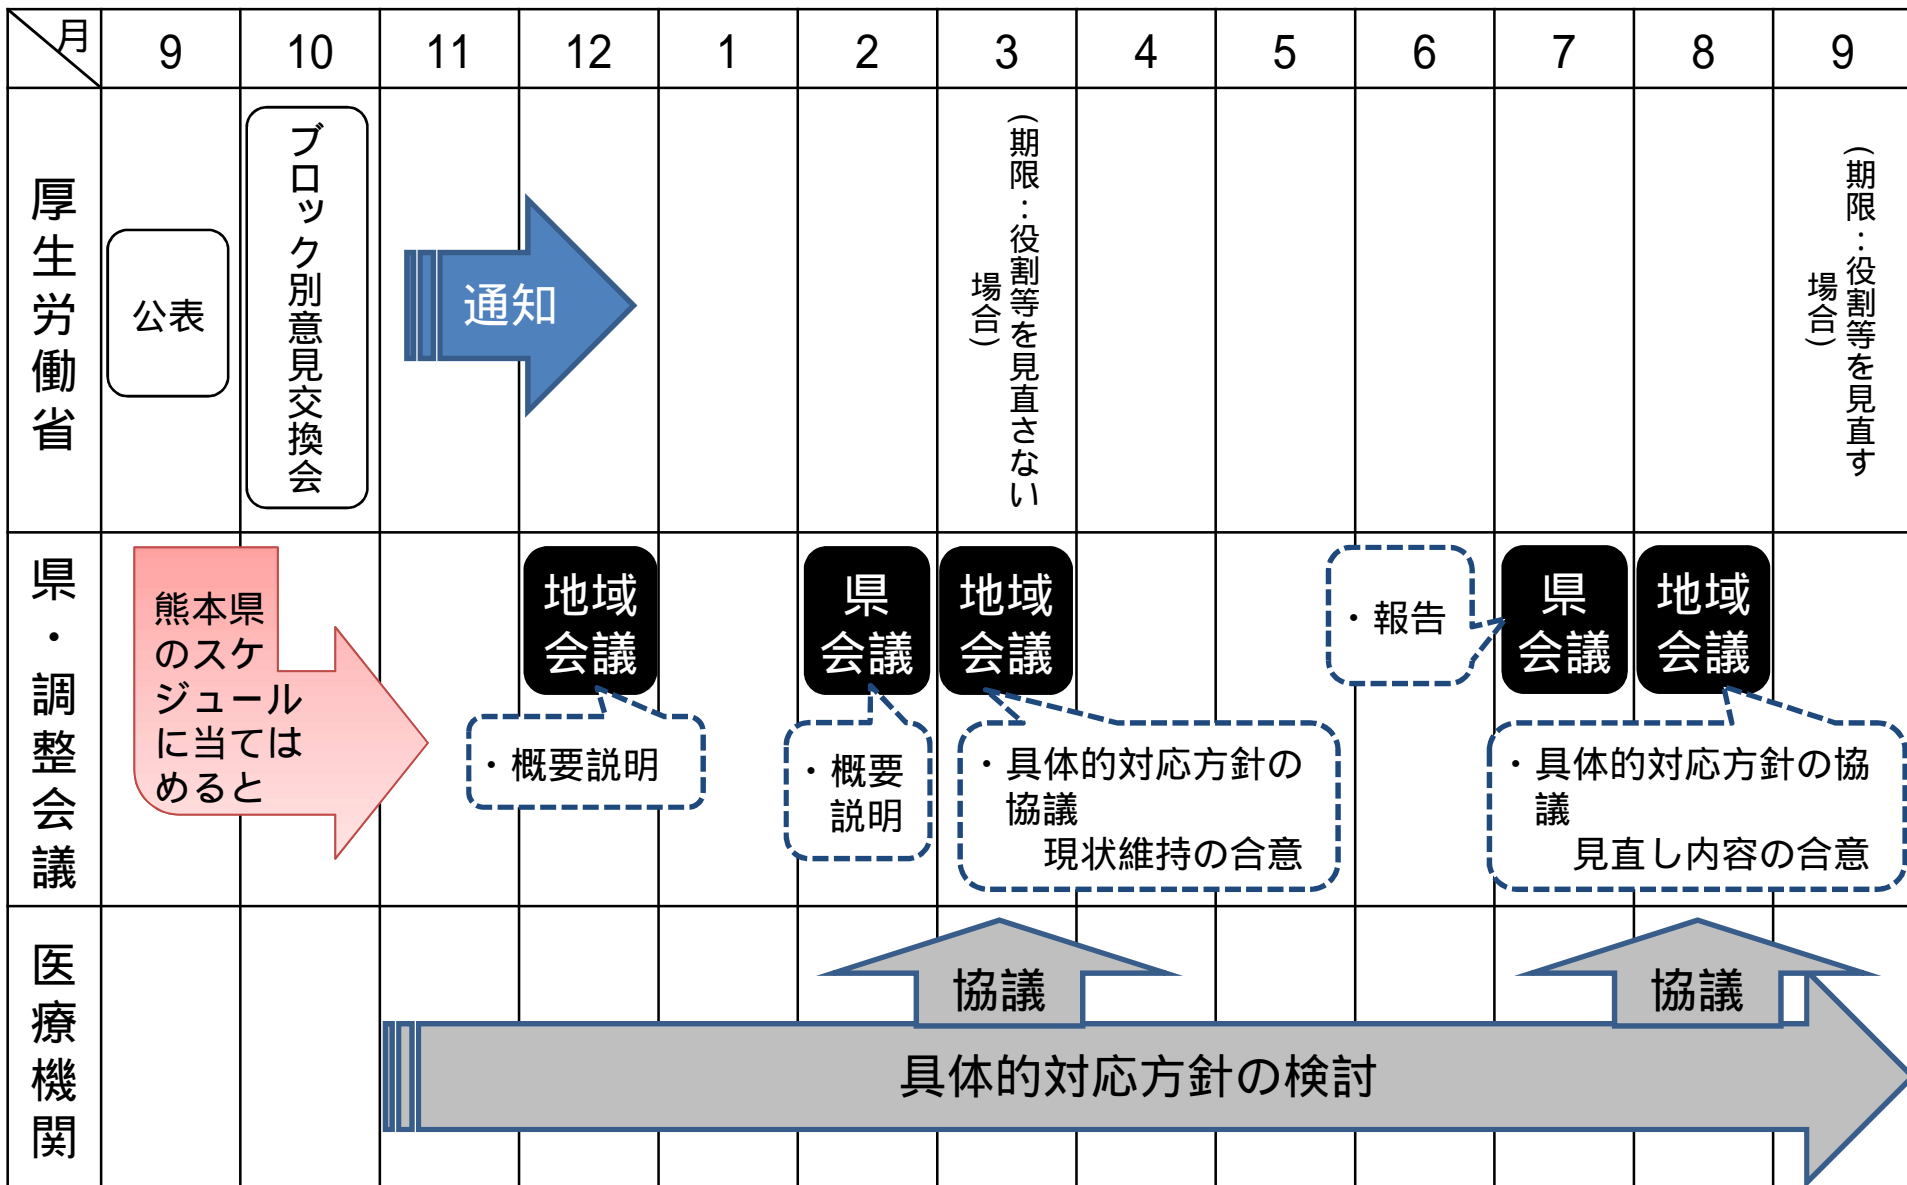 月 9 10 11 12 1 2 3 4 5 6 7 8 9
厚生労働省
公表
ブロック別意見交換会
通知
(期限：役割等を見直さない
場合)
(期限：役割等を見直す
場合)
県・調整会議
熊本県
のスケ
ジュール
に当ては
めると
地域
会議
・概要説明
県
会議
・概要
説明
地域
会議
・具体的対応方針の
協議
現状維持の合意
・報告
県
会議
地域
会議
・具体的対応方針の協
議
見直し内容の合意
医療機関
協議
協議
具体的対応方針の検討